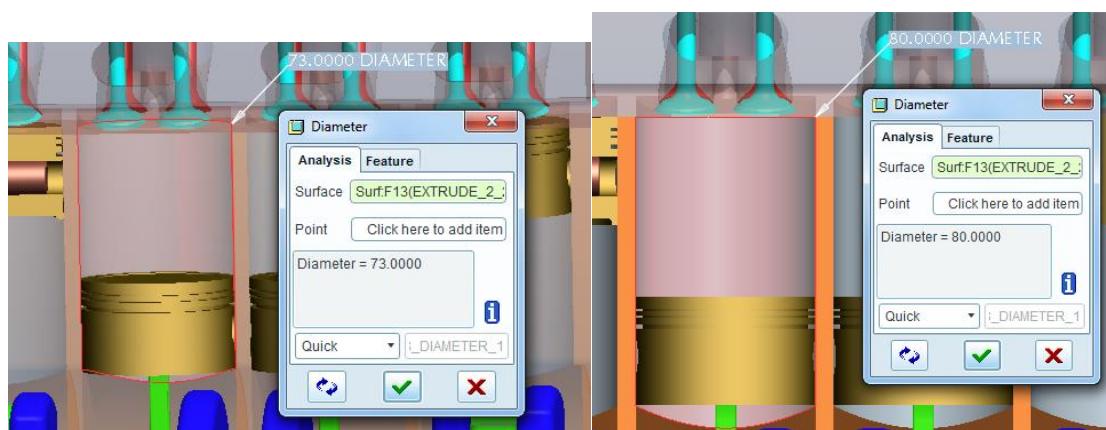 73.0000 DIAMETER
Diameter
Analysis Feature
Surface Surf:F13(EXTRUDE_2_2
Point Click here to add item
Diameter = 73.0000
Quick
_DIAMETER_1
80.0000 DIAMETER
Diameter
Analysis Feature
Surface Surf:F13(EXTRUDE_2_
Point Click here to add item
Diameter = 80.0000
Quick
_DIAMETER_1